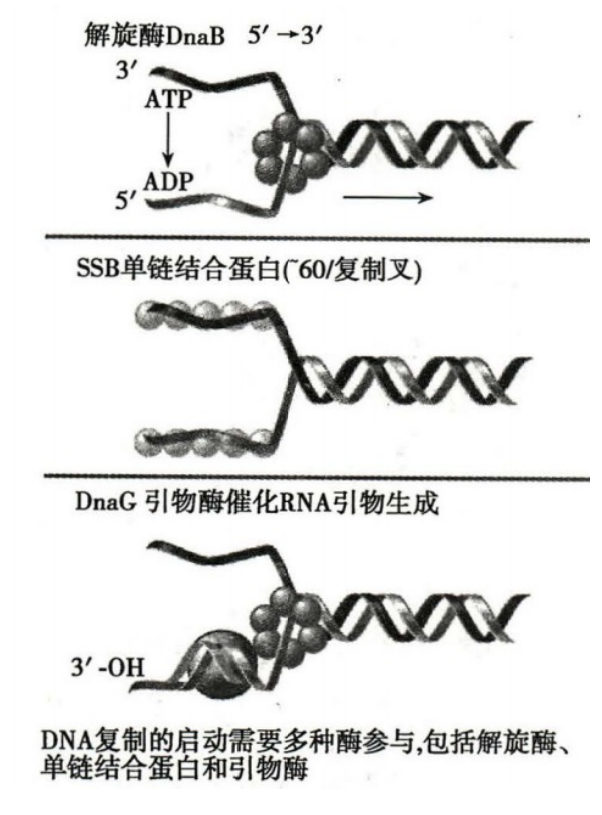 解旋酶DnaB 5′→3′
3′
ATP
ADP
5′
SSB单链结合蛋白(~60/复制叉)
DnaG 引物酶催化RNA引物生成
3′-OH
DNA复制的启动需要多种酶参与,包括解旋酶、
单链结合蛋白和引物酶